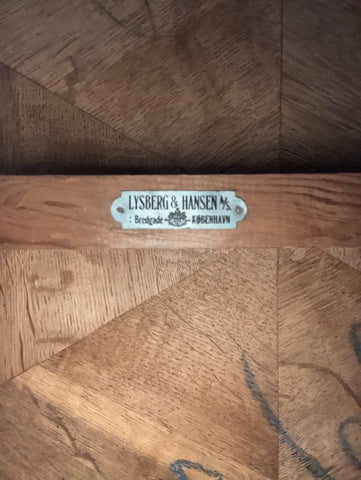 LYSBERG & HANSEN A/S.
: Bredgade KØBENHAVN